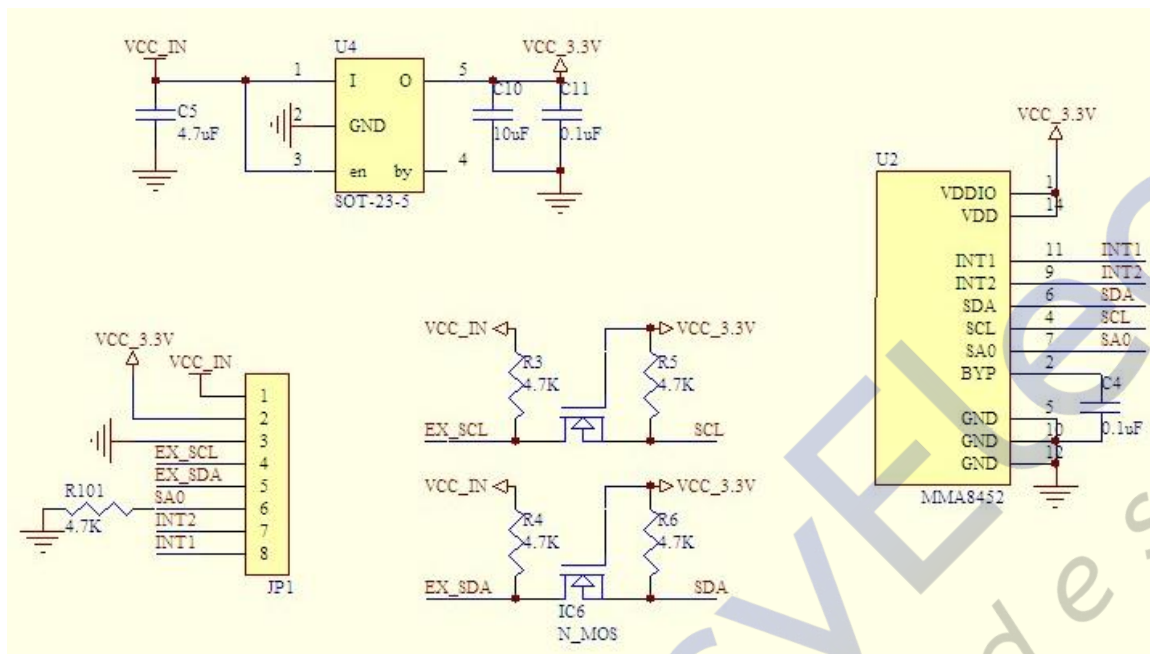 VCC_IN
U4
VCC_3.3V
1
I
O
5
C5
4.7uF
2
GND
C10
10uF
C11
0.1uF
3
en
by
4
SOT-23-5
VCC_3.3V
U2
VDDIO
1
VDD
14
INT1
11
INT1
INT2
9
INT2
SDA
6
SDA
SCL
4
SCL
SA0
7
SA0
BYP
2
C4
0.1uF
GND
5
GND
10
GND
12
MMA8452
VCC_3.3V
VCC_IN
1
2
3
EX_SCL
4
EX_SDA
5
R101
4.7K
SA0
6
INT2
7
INT1
8
JP1
VCC_IN
VCC_3.3V
R3
4.7K
R5
4.7K
EX_SCL
SCL
VCC_IN
VCC_3.3V
R4
4.7K
R6
4.7K
EX_SDA
SDA
IC6
N_MOS